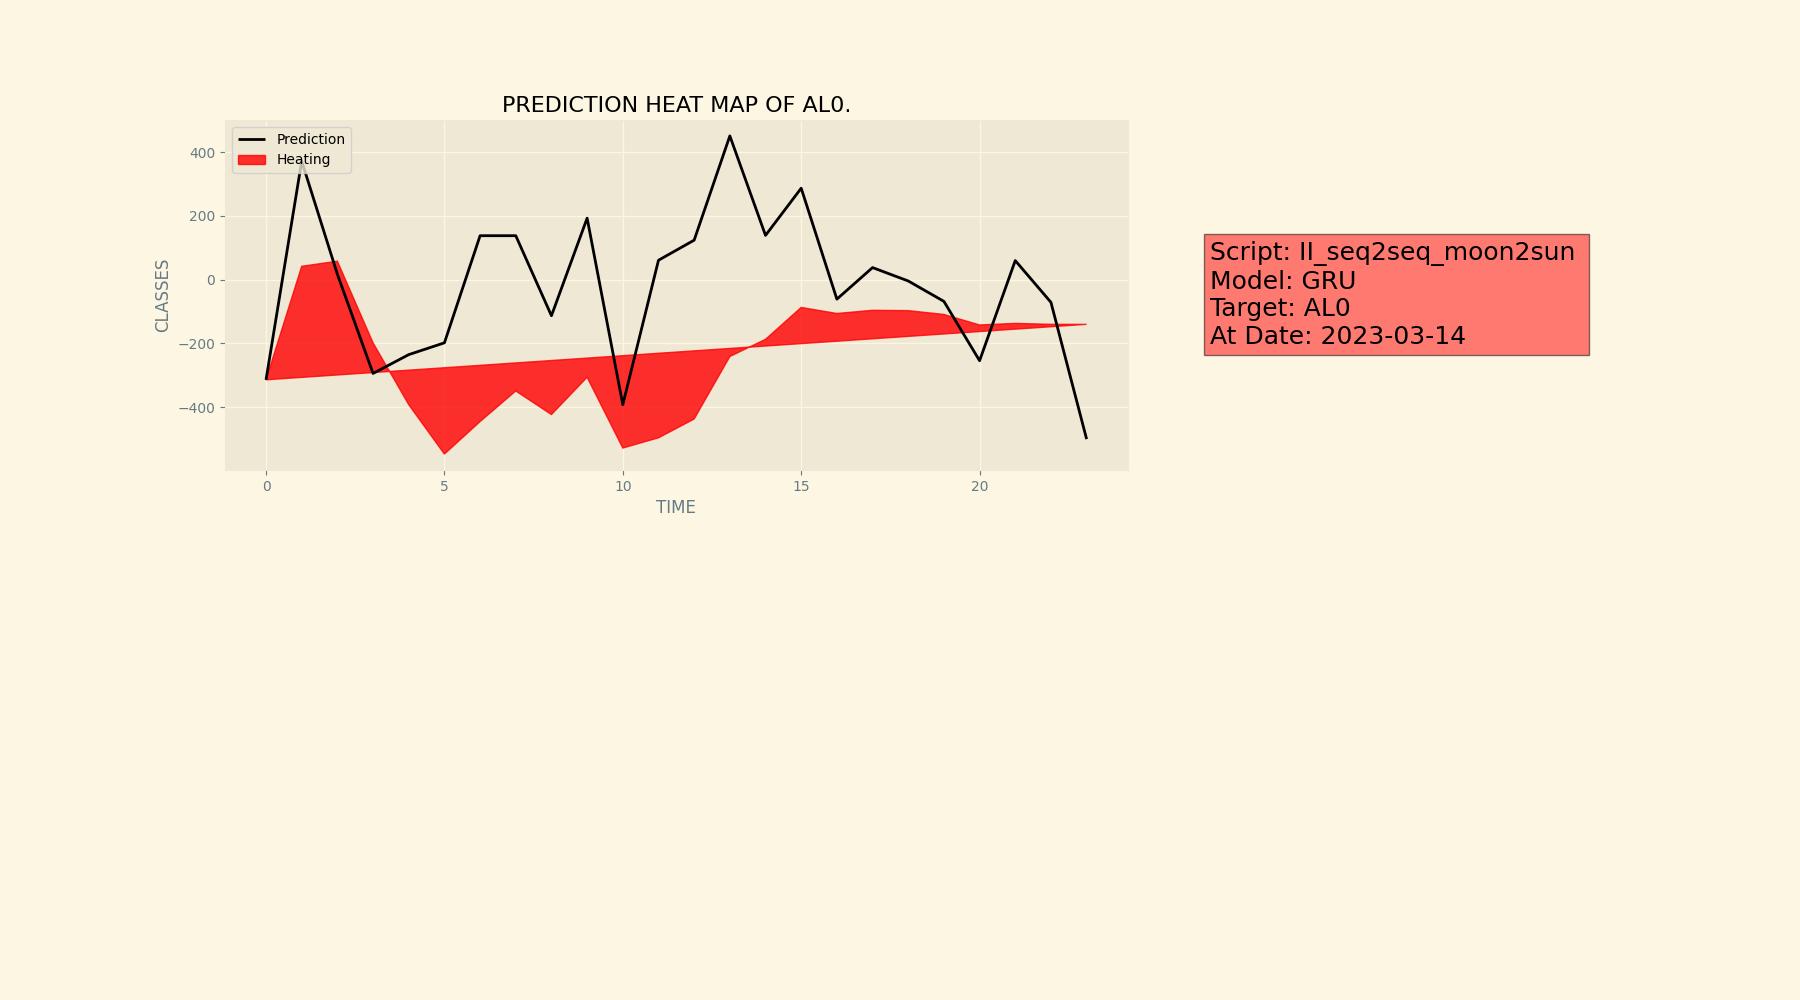 PREDICTION HEAT MAP OF AL0.
Prediction
Heating
400
200
0
−200
−400
CLASSES
0 5 10 15 20
TIME
Script: II_seq2seq_moon2sun
Model: GRU
Target: AL0
At Date: 2023-03-14